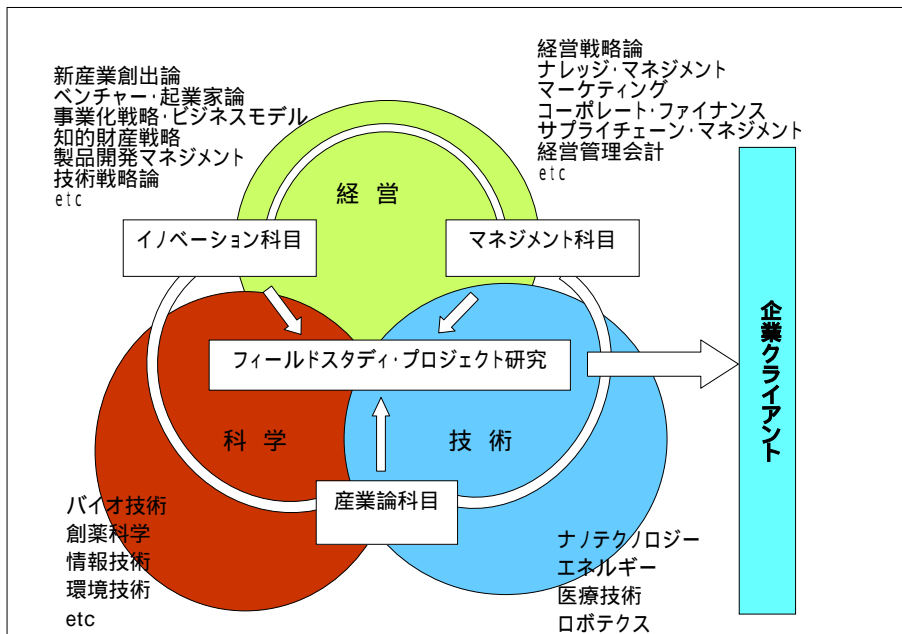 新産業創出論
ベンチャー・起業家論
事業化戦略・ビジネスモデル
知的財産戦略
製品開発マネジメント
技術戦略論
etc
経営戦略論
ナレッジ・マネジメント
マーケティング
コーポレート・ファイナンス
サプライチェーン・マネジメント
経営管理会計
etc
経 営
イノベーション科目
マネジメント科目
フィールドスタディ・プロジェクト研究
企業クライアント
科 学
技 術
産業論科目
バイオ技術
創薬科学
情報技術
環境技術
etc
ナノテクノロジー
エネルギー
医療技術
ロボテクス